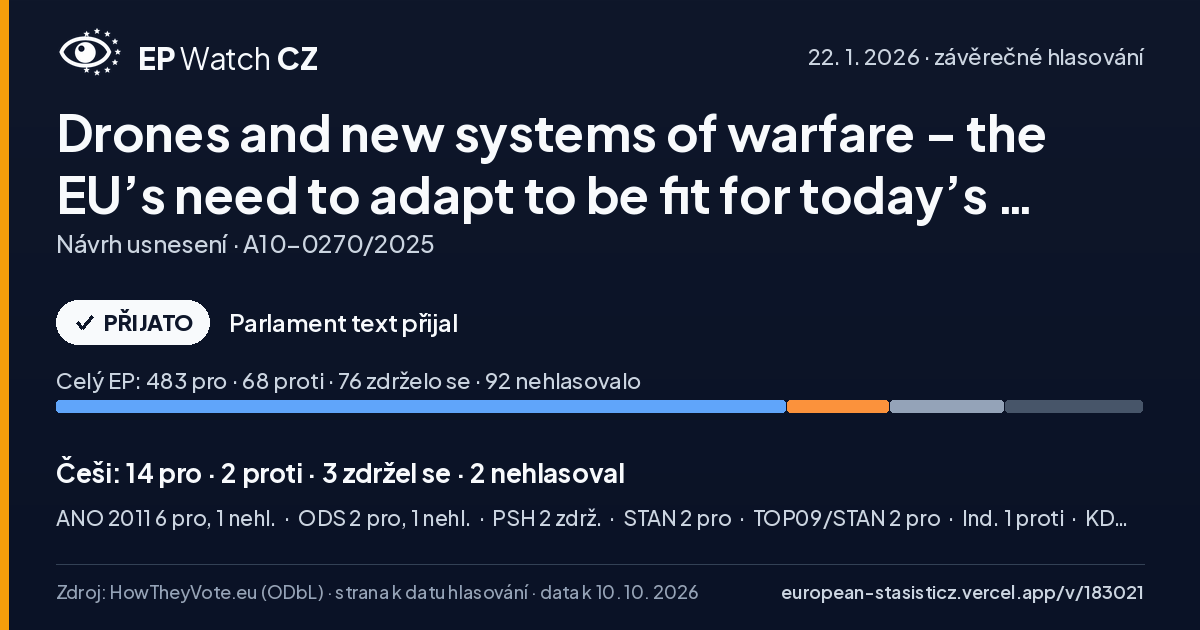 EP Watch CZ
22. 1. 2026 · závěrečné hlasování
Drones and new systems of warfare – the
EU’s need to adapt to be fit for today’s …
Návrh usnesení · A10–0270/2025
✓ PŘIJATO
Parlament text přijal
Celý EP: 483 pro · 68 proti · 76 zdrželo se · 92 nehlasovalo
Češi: 14 pro · 2 proti · 3 zdržel se · 2 nehlasoval
ANO 2011 6 pro, 1 nehl. · ODS 2 pro, 1 nehl. · PSH 2 zdrž. · STAN 2 pro · TOP09/STAN 2 pro · Ind. 1 proti · KD…
Zdroj: HowTheyVote.eu (ODbL) · strana k datu hlasování · data k 10. 10. 2026
european-stasisticz.vercel.app/v/183021